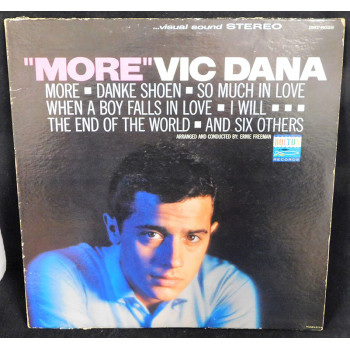 ...visual sound STEREO
"MORE" VIC DANA
MORE ▪ DANKE SHOEN ▪ SO MUCH IN LOVE
WHEN A BOY FALLS IN LOVE ▪ I WILL ▪ ▪ ▪
THE END OF THE WORLD ▪ AND SIX OTHERS
ARRANGED AND CONDUCTED BY: ERNIE FREEMAN
RECORDS